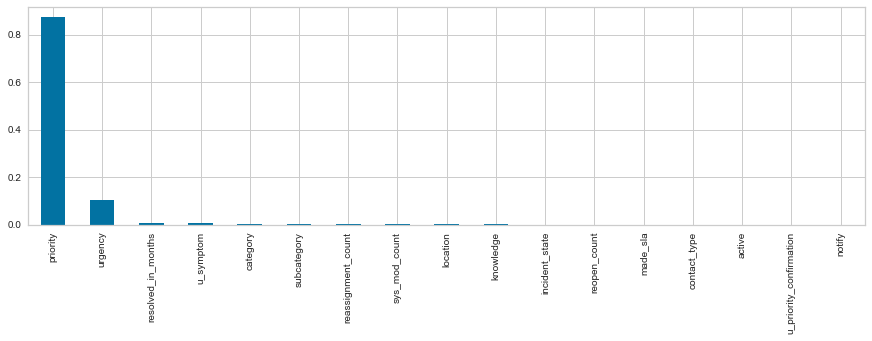 0.8
0.6
0.4
0.2
0.0
priority
urgency
resolved_in_months
u_symptom
category
subcategory
reassignment_count
sys_mod_count
location
knowledge
incident_state
reopen_count
made_sla
contact_type
active
u_priority_confirmation
notify